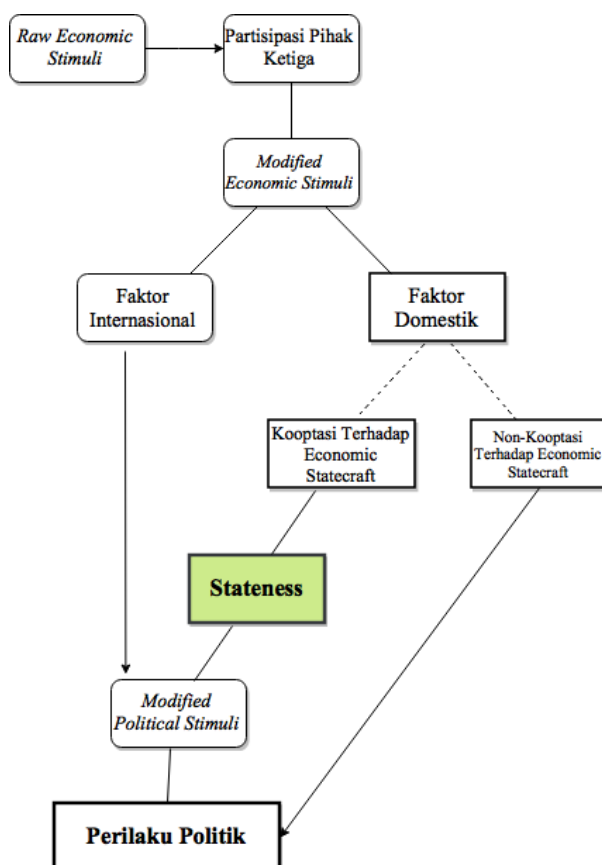 Raw Economic
Stimuli
Partisipasi Pihak
Ketiga
Modified
Economic Stimuli
Faktor
Internasional
Faktor
Domestik
Kooptasi Terhadap
Economic
Statecraft
Non-Kooptasi
Terhadap Economic
Statecraft
Stateness
Modified
Political Stimuli
Perilaku Politik